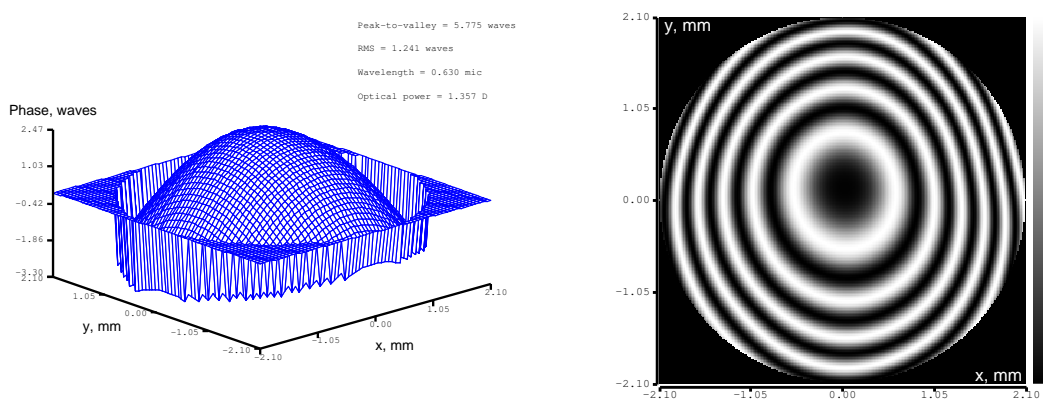 Peak-to-valley = 5.775 waves
RMS = 1.241 waves
Wavelength = 0.630 mic
Optical power = 1.357 D
Phase, waves
2.47
1.03
-0.42
-1.86
-3.30
2.10
1.05
0.00
-1.05
-2.10
y, mm
-2.10
-1.05
0.00
1.05
2.10
x, mm
2.10
y, mm
1.05
0.00
-1.05
-2.10
x, mm
-2.10
-1.05
0.00
1.05
2.10